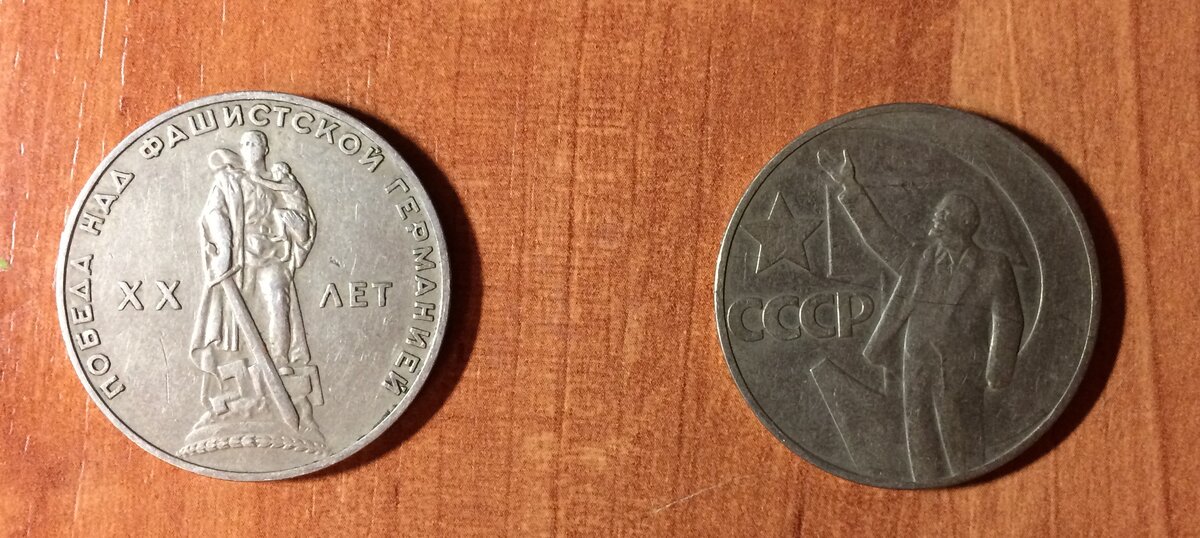 ПОБЕДА НАД ФАШИСТСКОЙ ГЕРМАНИЕЙ
XX ЛЕТ
СССР